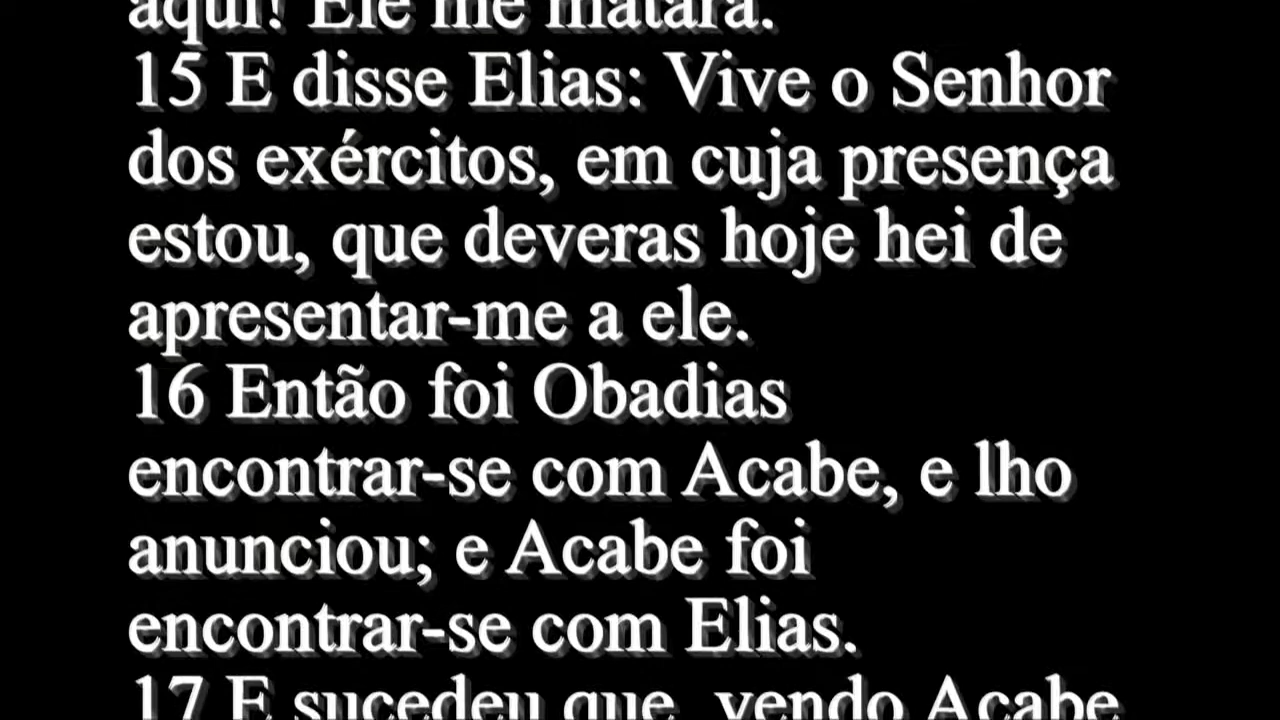 aqui! Ele me matará.
15 E disse Elias: Vive o Senhor
dos exércitos, em cuja presença
estou, que deveras hoje hei de
apresentar-me a ele.
16 Então foi Obadias
encontrar-se com Acabe, e lho
anunciou; e Acabe foi
encontrar-se com Elias.
17 E sucedeu que, vendo Acabe